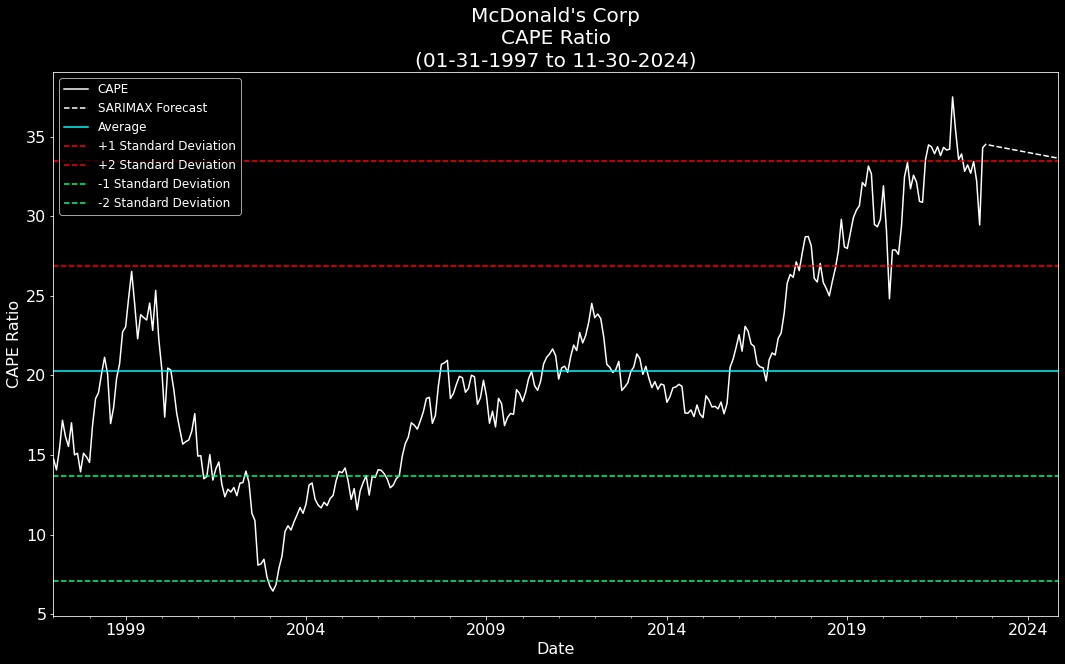 McDonald's Corp
CAPE Ratio
(01-31-1997 to 11-30-2024)
CAPE
SARIMAX Forecast
Average
+1 Standard Deviation
+2 Standard Deviation
-1 Standard Deviation
-2 Standard Deviation
35
30
25
20
15
10
5
CAPE Ratio
1999 2004 2009 2014 2019 2024
Date